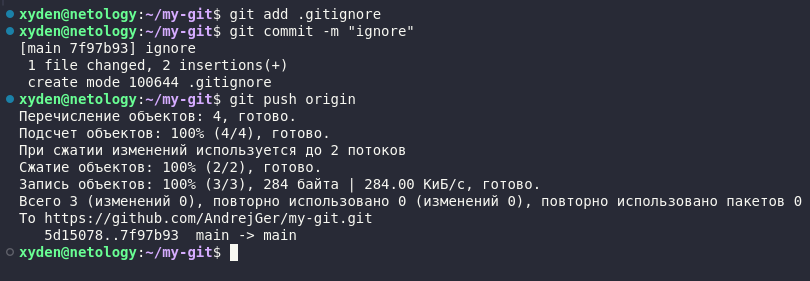 xyden@netology:~/my-git$ git add .gitignore
xyden@netology:~/my-git$ git commit -m "ignore"
[main 7f97b93] ignore
 1 file changed, 2 insertions(+)
 create mode 100644 .gitignore
xyden@netology:~/my-git$ git push origin
Перечисление объектов: 4, готово.
Подсчет объектов: 100% (4/4), готово.
При сжатии изменений используется до 2 потоков
Сжатие объектов: 100% (2/2), готово.
Запись объектов: 100% (3/3), 284 байта | 284.00 КиБ/с, готово.
Всего 3 (изменений 0), повторно использовано 0 (изменений 0), повторно использовано пакетов 0
To https://github.com/AndrejGer/my-git.git
   5d15078..7f97b93  main -> main
xyden@netology:~/my-git$